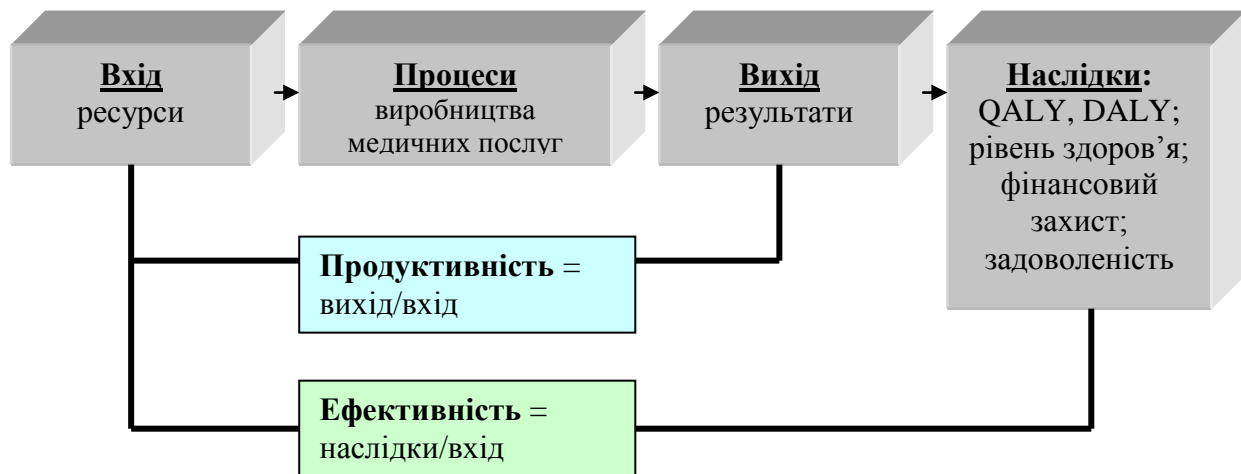 Вхід
ресурси
Процеси
виробництва
медичних послуг
Вихід
результати
Наслідки:
QALY, DALY;
рівень здоров’я;
фінансовий
захист;
задоволеність
Продуктивність =
вихід/вхід
Ефективність =
наслідки/вхід